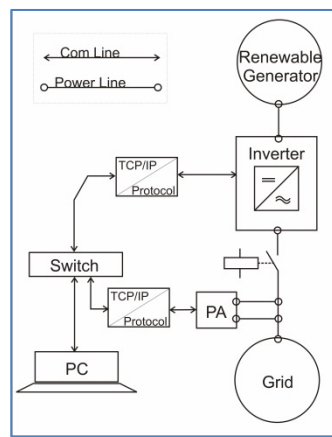 Com Line
Power Line
Renewable
Generator
Inverter
TCP/IP
Protocol
Switch
TCP/IP
Protocol
PA
PC
Grid